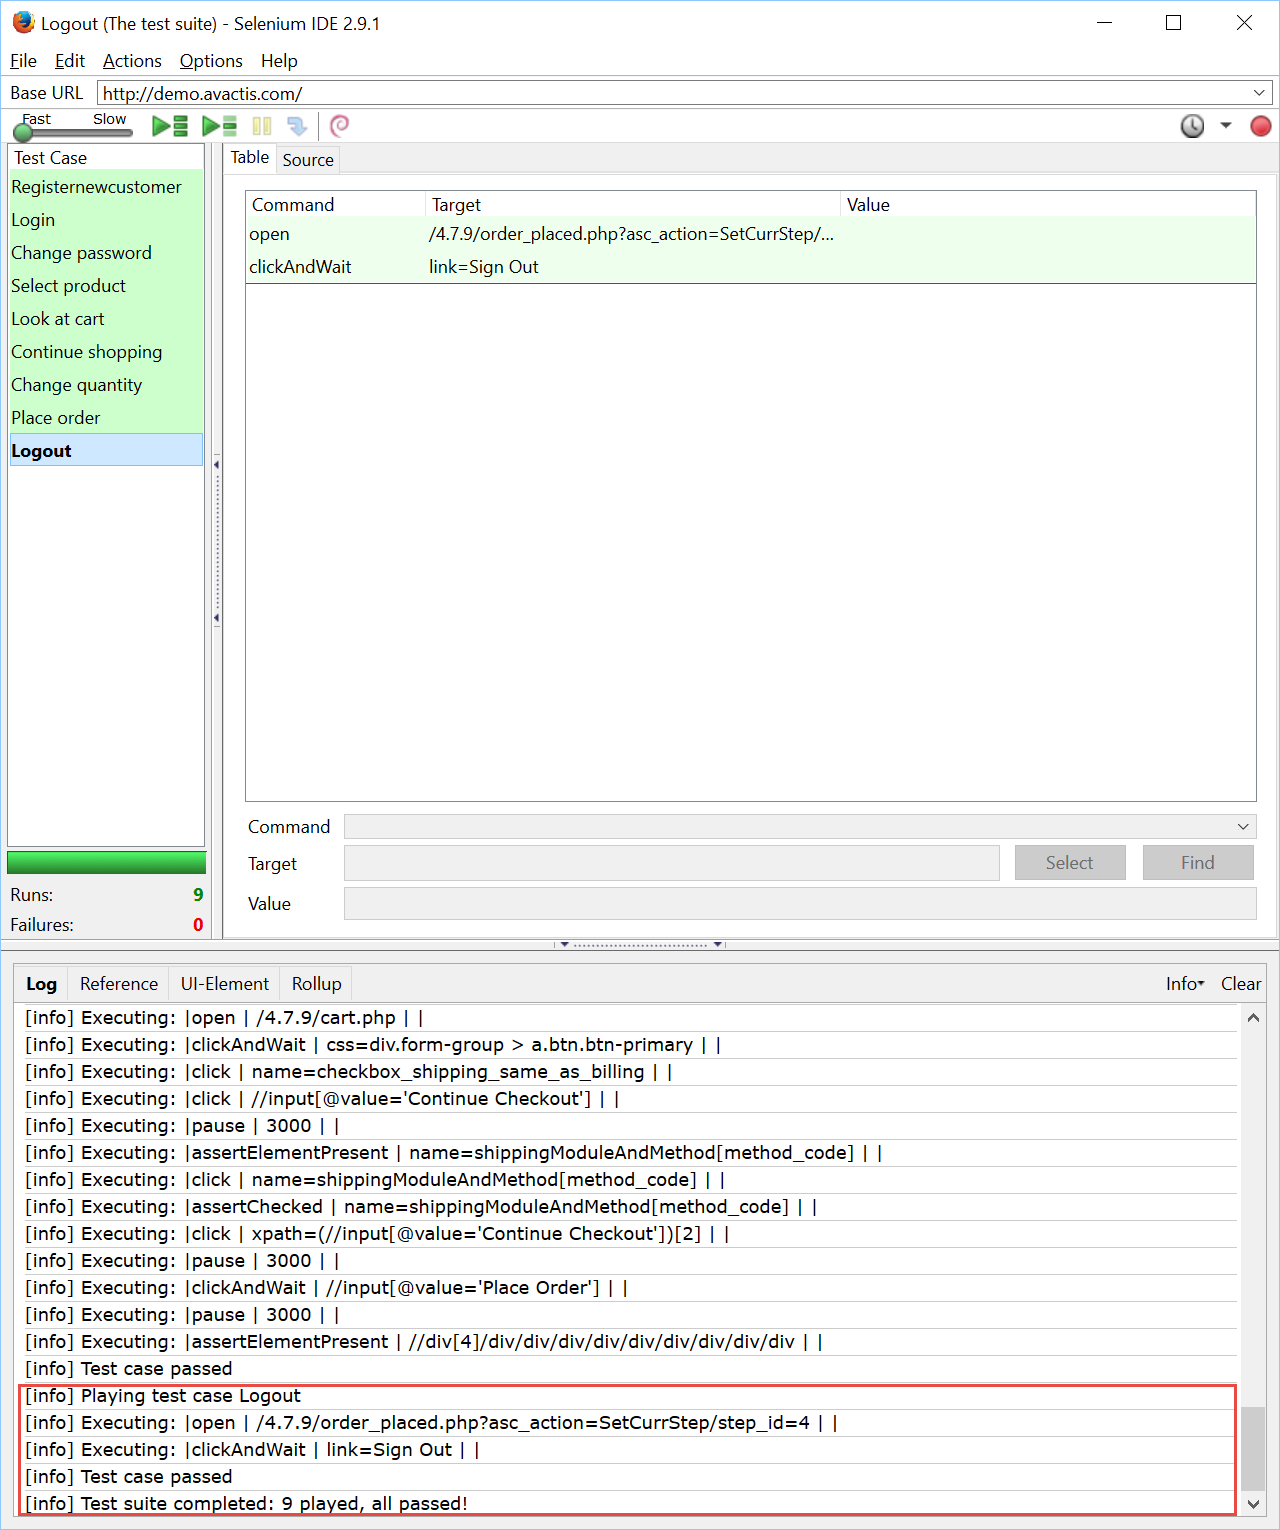 Logout (The test suite) - Selenium IDE 2.9.1
File Edit Actions Options Help
Base URL http://demo.avactis.com/
Fast Slow
Test Case
Registernewcustomer
Login
Change password
Select product
Look at cart
Continue shopping
Change quantity
Place order
Logout
Runs: 9
Failures: 0
Table Source
Command Target Value
open /4.7.9/order_placed.php?asc_action=SetCurrStep/...
clickAndWait link=Sign Out
Command
Target Select Find
Value
Log Reference UI-Element Rollup Info Clear
[info] Executing: |open | /4.7.9/cart.php | |
[info] Executing: |clickAndWait | css=div.form-group > a.btn.btn-primary | |
[info] Executing: |click | name=checkbox_shipping_same_as_billing | |
[info] Executing: |click | //input[@value='Continue Checkout'] | |
[info] Executing: |pause | 3000 | |
[info] Executing: |assertElementPresent | name=shippingModuleAndMethod[method_code] | |
[info] Executing: |click | name=shippingModuleAndMethod[method_code] | |
[info] Executing: |assertChecked | name=shippingModuleAndMethod[method_code] | |
[info] Executing: |click | xpath=(//input[@value='Continue Checkout'])[2] | |
[info] Executing: |pause | 3000 | |
[info] Executing: |clickAndWait | //input[@value='Place Order'] | |
[info] Executing: |pause | 3000 | |
[info] Executing: |assertElementPresent | //div[4]/div/div/div/div/div/div/div/div/div | |
[info] Test case passed
[info] Playing test case Logout
[info] Executing: |open | /4.7.9/order_placed.php?asc_action=SetCurrStep/step_id=4 | |
[info] Executing: |clickAndWait | link=Sign Out | |
[info] Test case passed
[info] Test suite completed: 9 played, all passed!